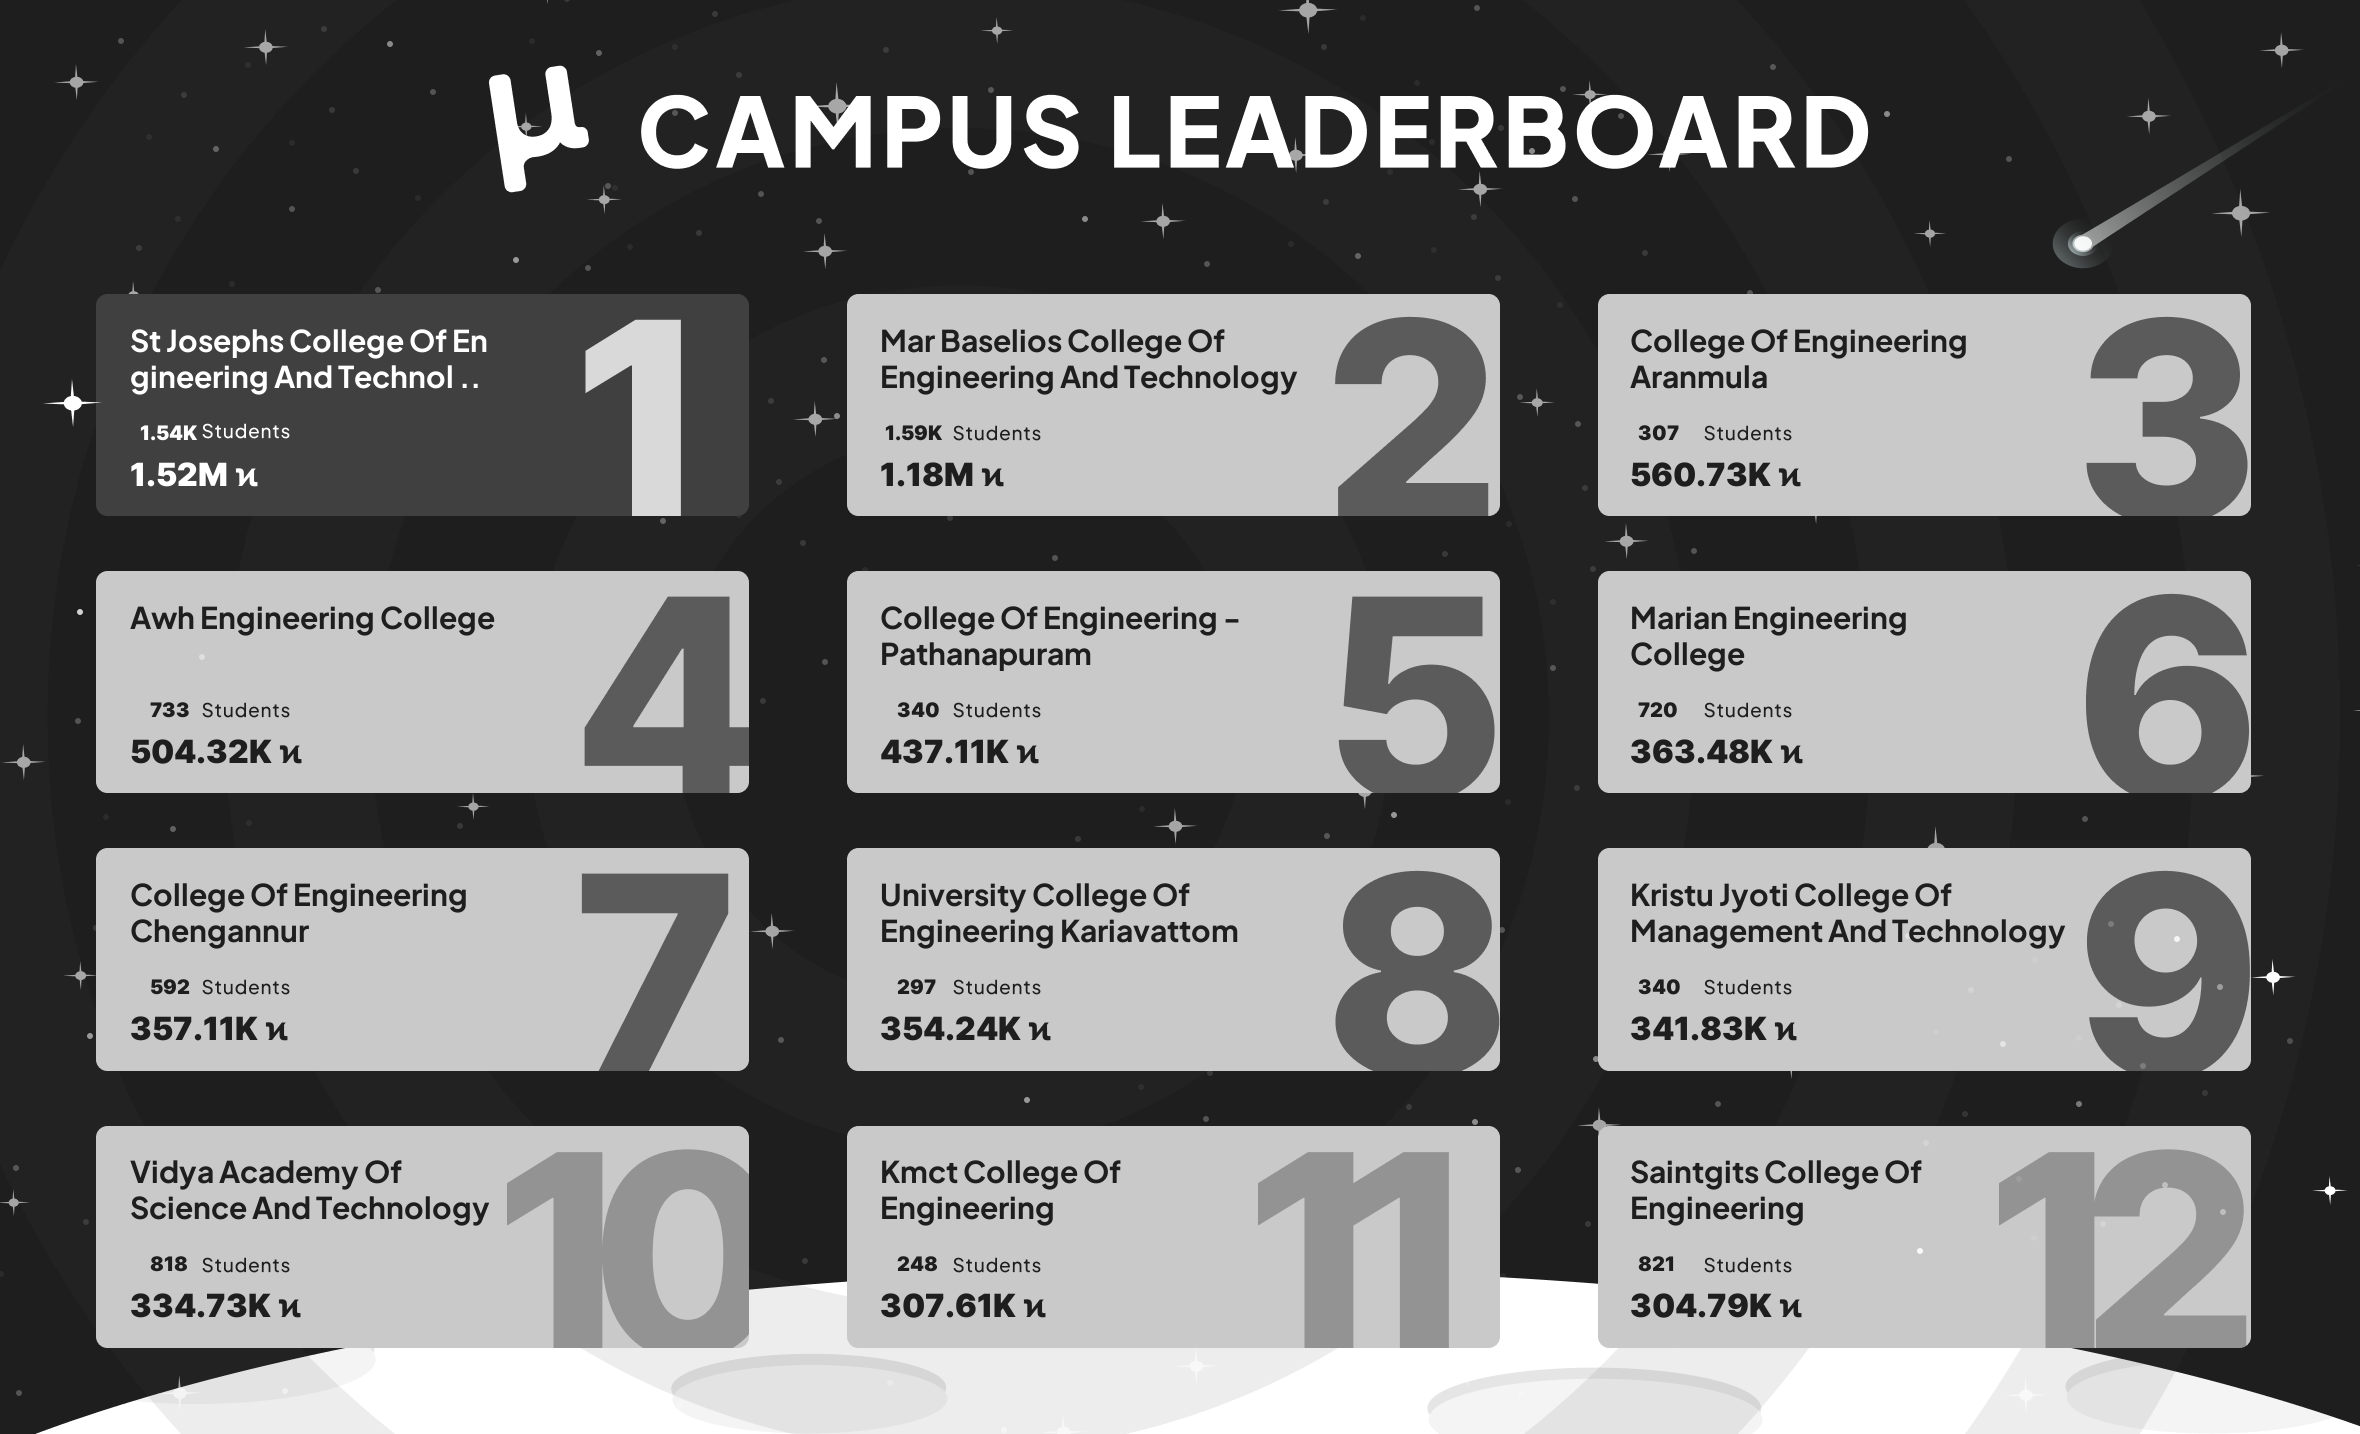 µ CAMPUS LEADERBOARD
St Josephs College Of En
gineering And Technol ..
1.54K Students
1.52M ϰ
1
Mar Baselios College Of
Engineering And Technology
1.59K Students
1.18M ϰ
2
College Of Engineering
Aranmula
307 Students
560.73K ϰ
3
Awh Engineering College
733 Students
504.32K ϰ
4
College Of Engineering –
Pathanapuram
340 Students
437.11K ϰ
5
Marian Engineering
College
720 Students
363.48K ϰ
6
College Of Engineering
Chengannur
592 Students
357.11K ϰ
7
University College Of
Engineering Kariavattom
297 Students
354.24K ϰ
8
Kristu Jyoti College Of
Management And Technology
340 Students
341.83K ϰ
9
Vidya Academy Of
Science And Technology
818 Students
334.73K ϰ
10
Kmct College Of
Engineering
248 Students
307.61K ϰ
11
Saintgits College Of
Engineering
821 Students
304.79K ϰ
12